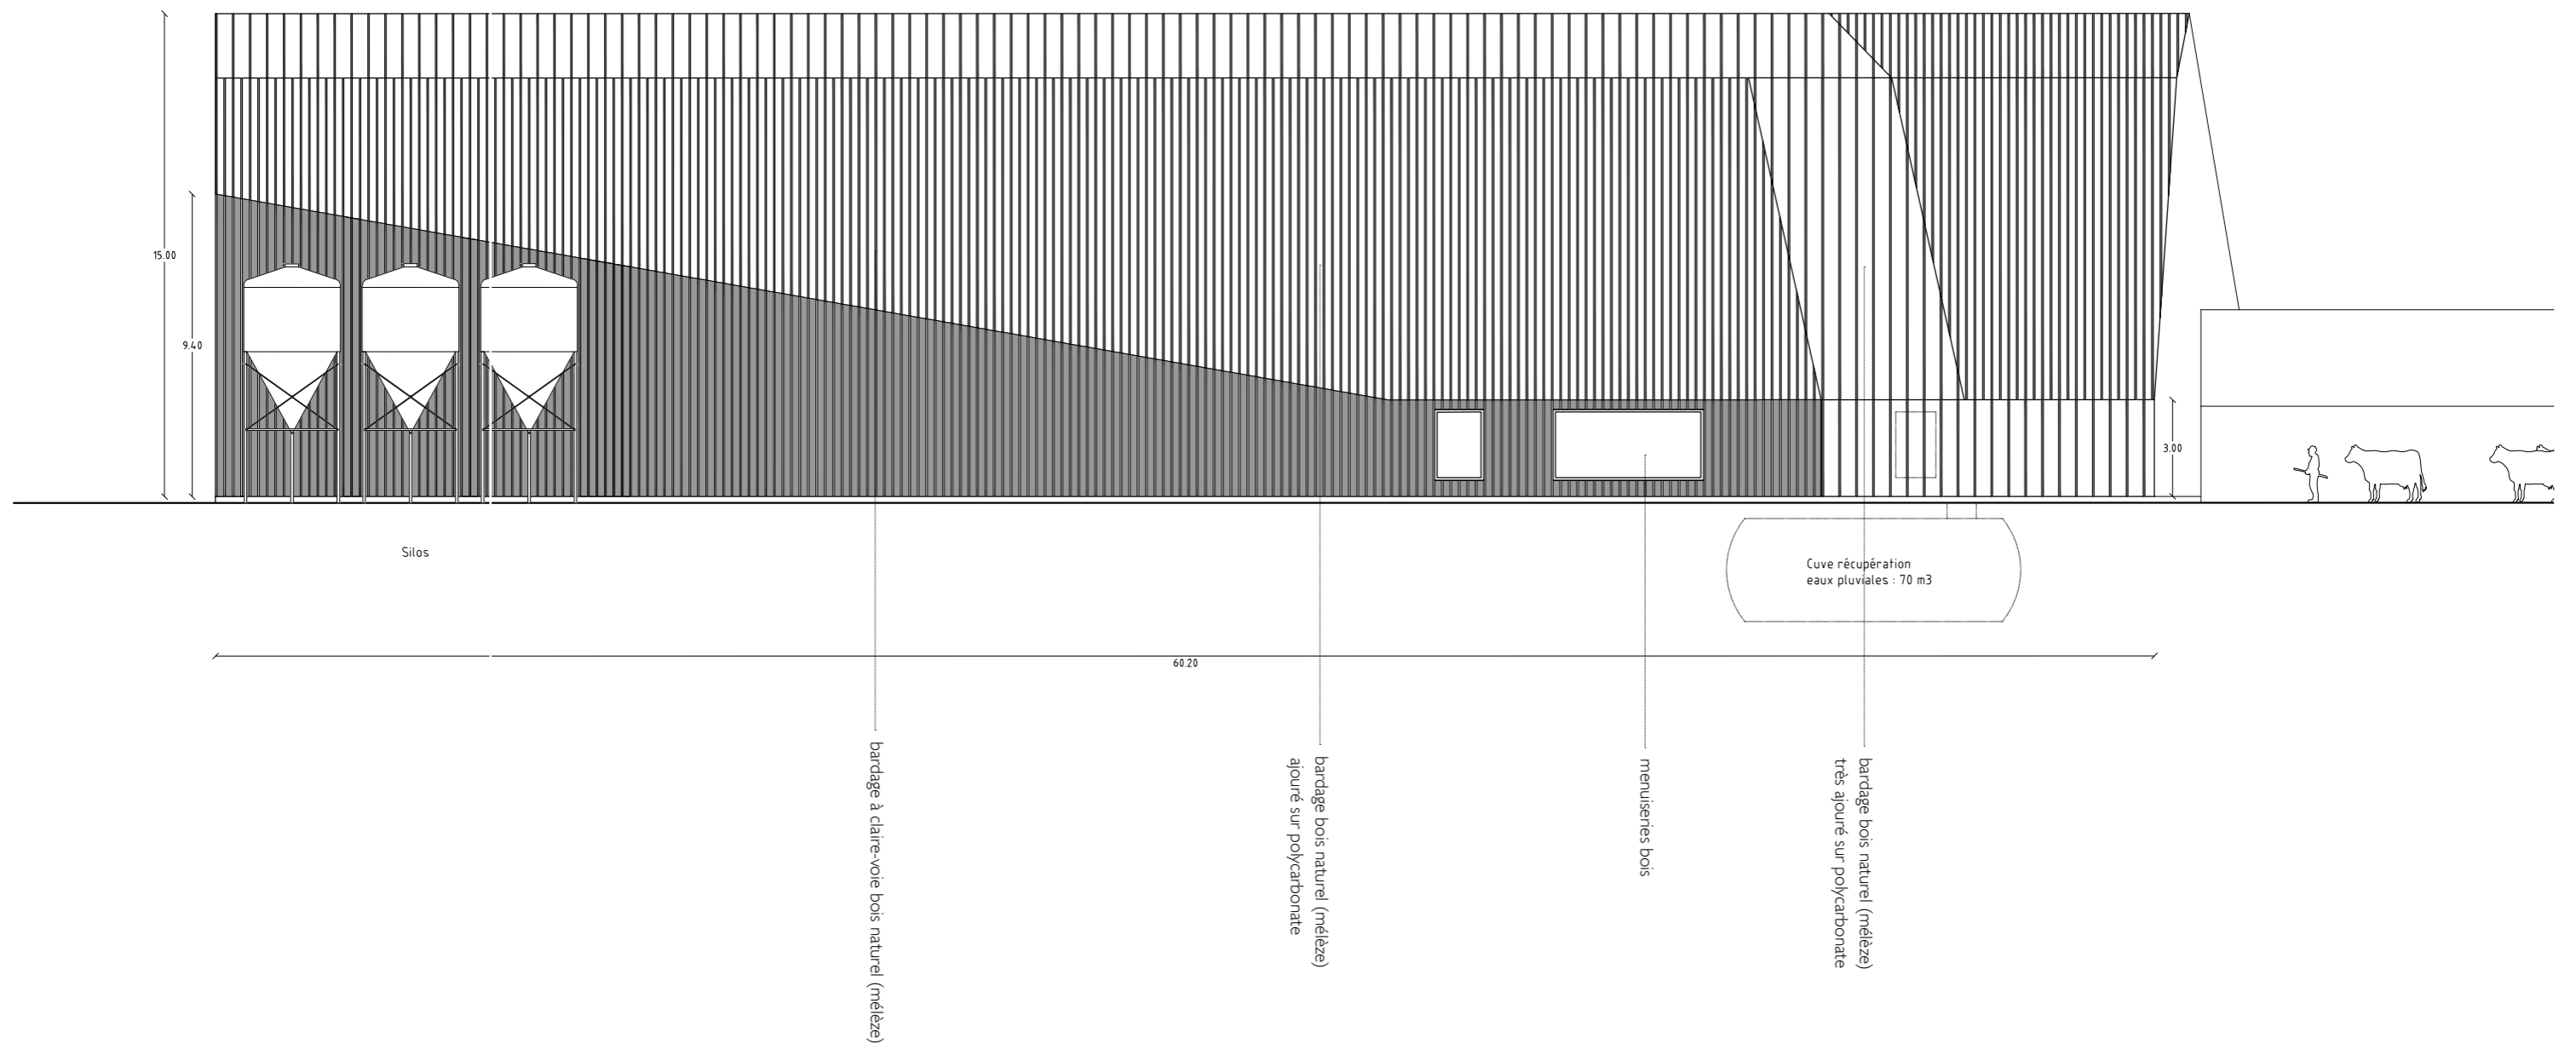 15.00
9.40
3.00
Silos
Cuve récupération
eaux pluviales : 70 m3
60.20
bardage à claire-voie bois naturel (mélèze)
bardage bois naturel (mélèze)
ajouré sur polycarbonate
menuiseries bois
bardage bois naturel (mélèze)
très ajouré sur polycarbonate